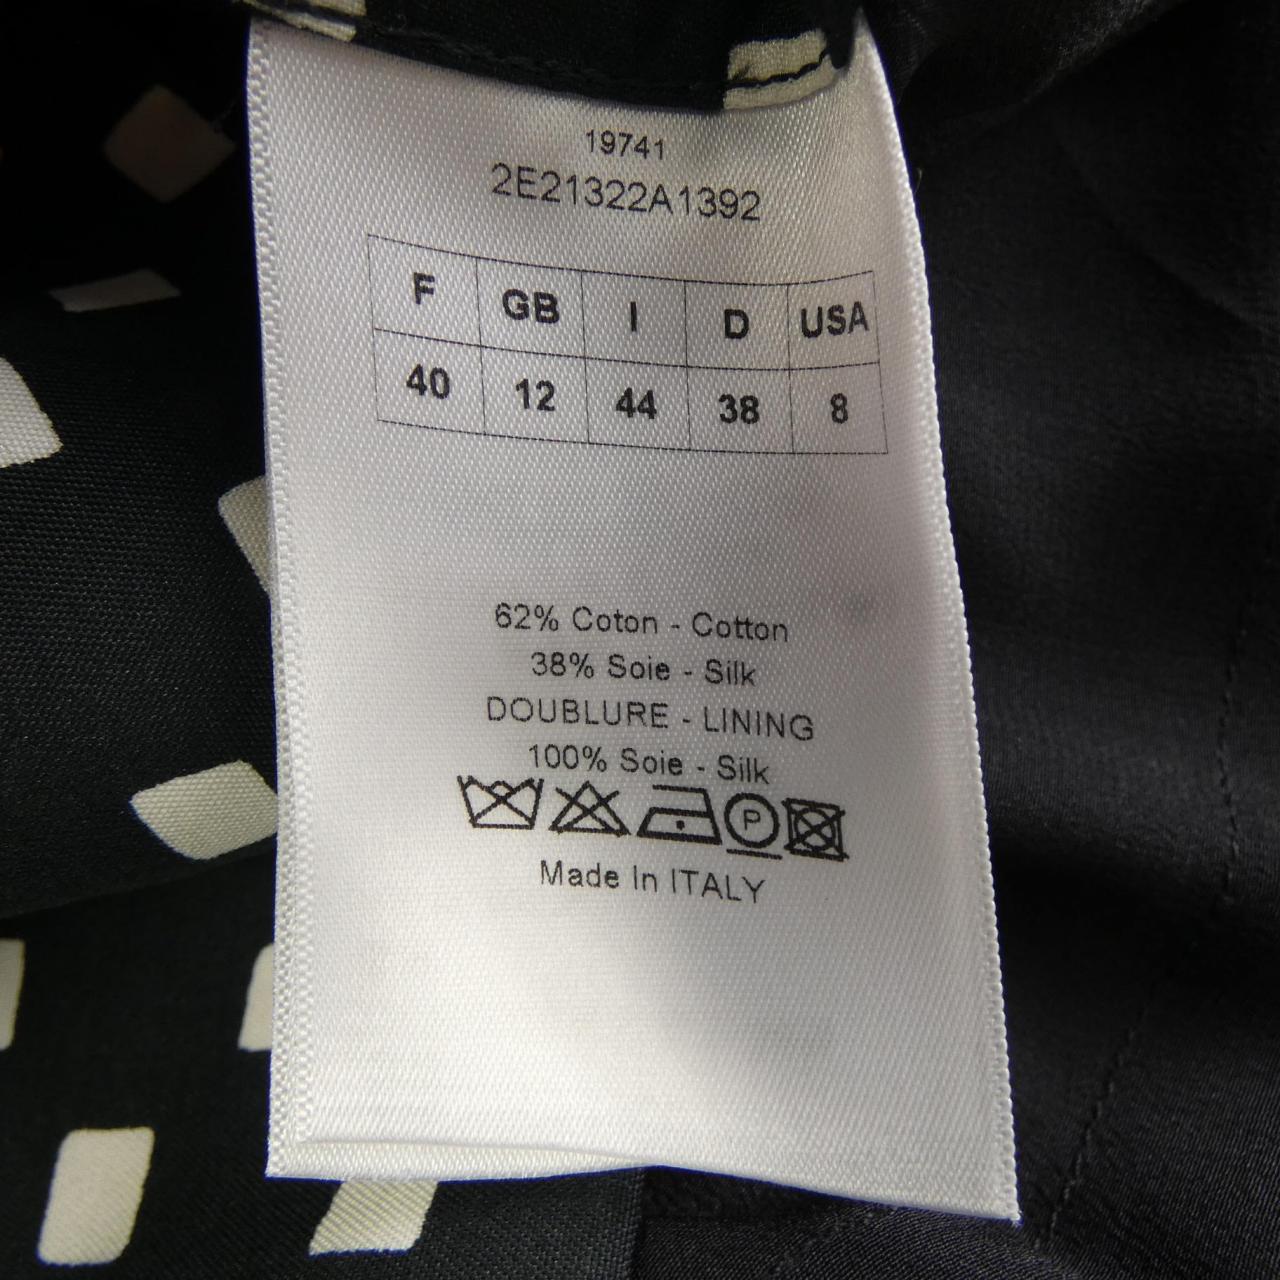 19741
2E21322A1392
F GB I D USA
40 12 44 38 8
62% Coton - Cotton
38% Soie - Silk
DOUBLURE - LINING
100% Soie - Silk
P
Made In ITALY